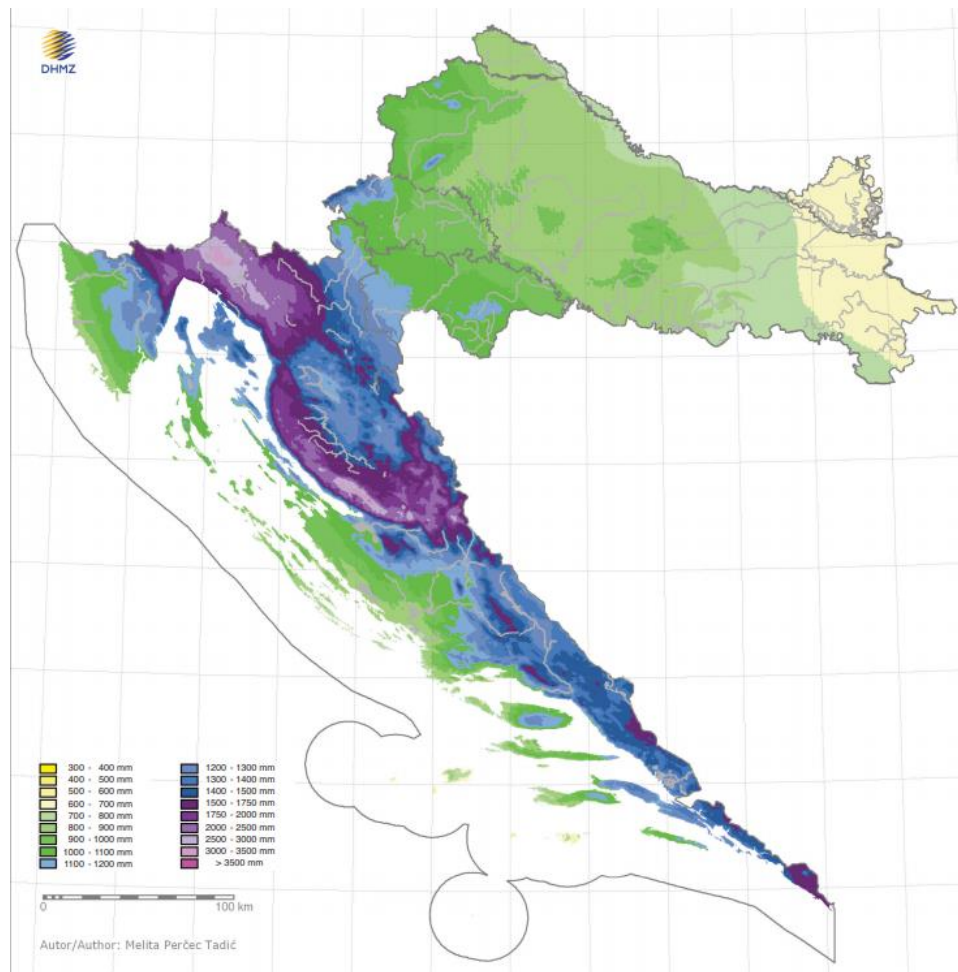 DHMZ
300 - 400 mm
400 - 500 mm
500 - 600 mm
600 - 700 mm
700 - 800 mm
800 - 900 mm
900 - 1000 mm
1000 - 1100 mm
1100 - 1200 mm
1200 - 1300 mm
1300 - 1400 mm
1400 - 1500 mm
1500 - 1750 mm
1750 - 2000 mm
2000 - 2500 mm
2500 - 3000 mm
3000 - 3500 mm
> 3500 mm
0 100 km
Autor/Author: Melita Perčec Tadić